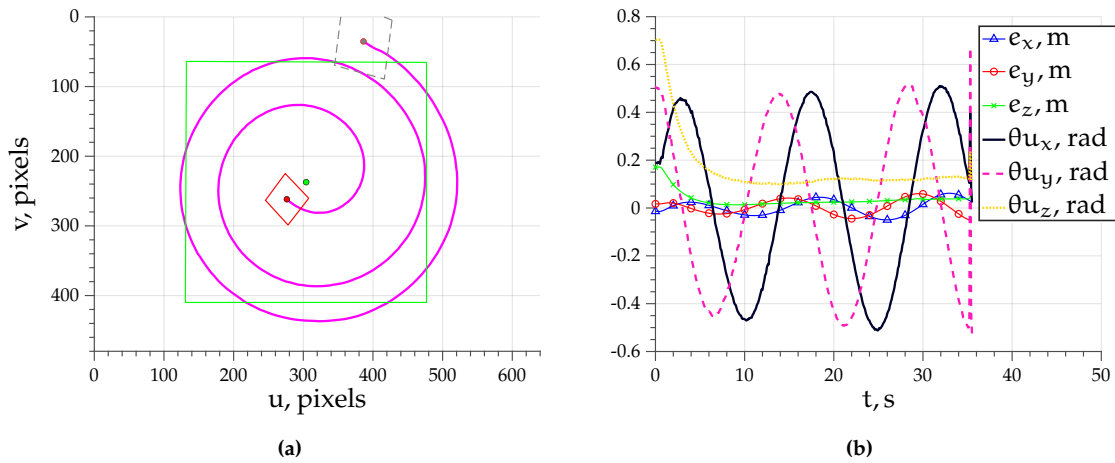 0
100
200
300
400
v, pixels
0 100 200 300 400 500 600
u, pixels
(a)
0.8
0.6
0.4
0.2
0
-0.2
-0.4
-0.6
0 10 20 30 40 50
t, s
eₓ, m
e_y, m
e_z, m
θuₓ, rad
θu_y, rad
θu_z, rad
(b)